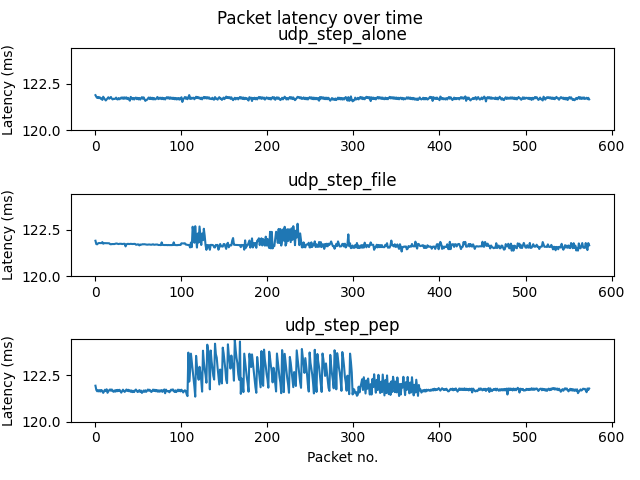 Packet latency over time
udp_step_alone
Latency (ms)
122.5
120.0
0 100 200 300 400 500 600
udp_step_file
Latency (ms)
122.5
120.0
0 100 200 300 400 500 600
udp_step_pep
Latency (ms)
122.5
120.0
0 100 200 300 400 500 600
Packet no.